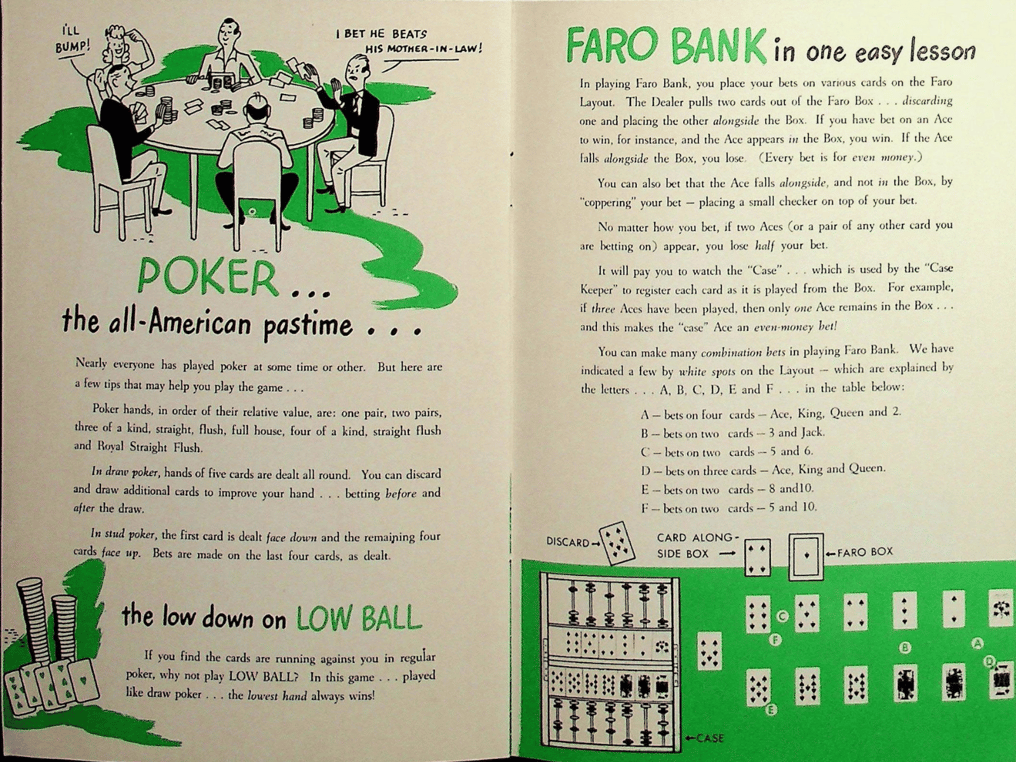 I'LL
BUMP!
I BET HE BEATS
HIS MOTHER-IN-LAW!
POKER...
the all-American pastime . . .
Nearly everyone has played poker at some time or other. But here are
a few tips that may help you play the game . . .
Poker hands, in order of their relative value, are: one pair, two pairs,
three of a kind, straight, flush, full house, four of a kind, straight flush
and Royal Straight Flush.
In draw poker, hands of five cards are dealt all round. You can discard
and draw additional cards to improve your hand . . . betting before and
after the draw.
In stud poker, the first card is dealt face down and the remaining four
cards face up. Bets are made on the last four cards, as dealt.
the low down on LOW BALL
If you find the cards are running against you in regular
poker, why not play LOW BALL? In this game . . . played
like draw poker . . . the lowest hand always wins!
FARO BANK in one easy lesson
In playing Faro Bank, you place your bets on various cards on the Faro
Layout. The Dealer pulls two cards out of the Faro Box . . . discarding
one and placing the other alongside the Box. If you have bet on an Ace
to win, for instance, and the Ace appears in the Box, you win. If the Ace
falls alongside the Box, you lose. (Every bet is for even money.)
You can also bet that the Ace falls alongside, and not in the Box, by
"coppering" your bet — placing a small checker on top of your bet.
No matter how you bet, if two Aces (or a pair of any other card you
are betting on) appear, you lose half your bet.
It will pay you to watch the "Case" . . . which is used by the "Case
Keeper" to register each card as it is played from the Box. For example,
if three Aces have been played, then only one Ace remains in the Box . . .
and this makes the "case" Ace an even-money bet!
You can make many combination bets in playing Faro Bank. We have
indicated a few by white spots on the Layout — which are explained by
the letters . . . A, B, C, D, E and F . . . in the table below:
A — bets on four cards — Ace, King, Queen and 2.
B — bets on two cards — 3 and Jack.
C — bets on two cards — 5 and 6.
D — bets on three cards — Ace, King and Queen.
E — bets on two cards — 8 and10.
F — bets on two cards — 5 and 10.
DISCARD
CARD ALONG-
SIDE BOX
FARO BOX
C
F
B
A
D
E
CASE